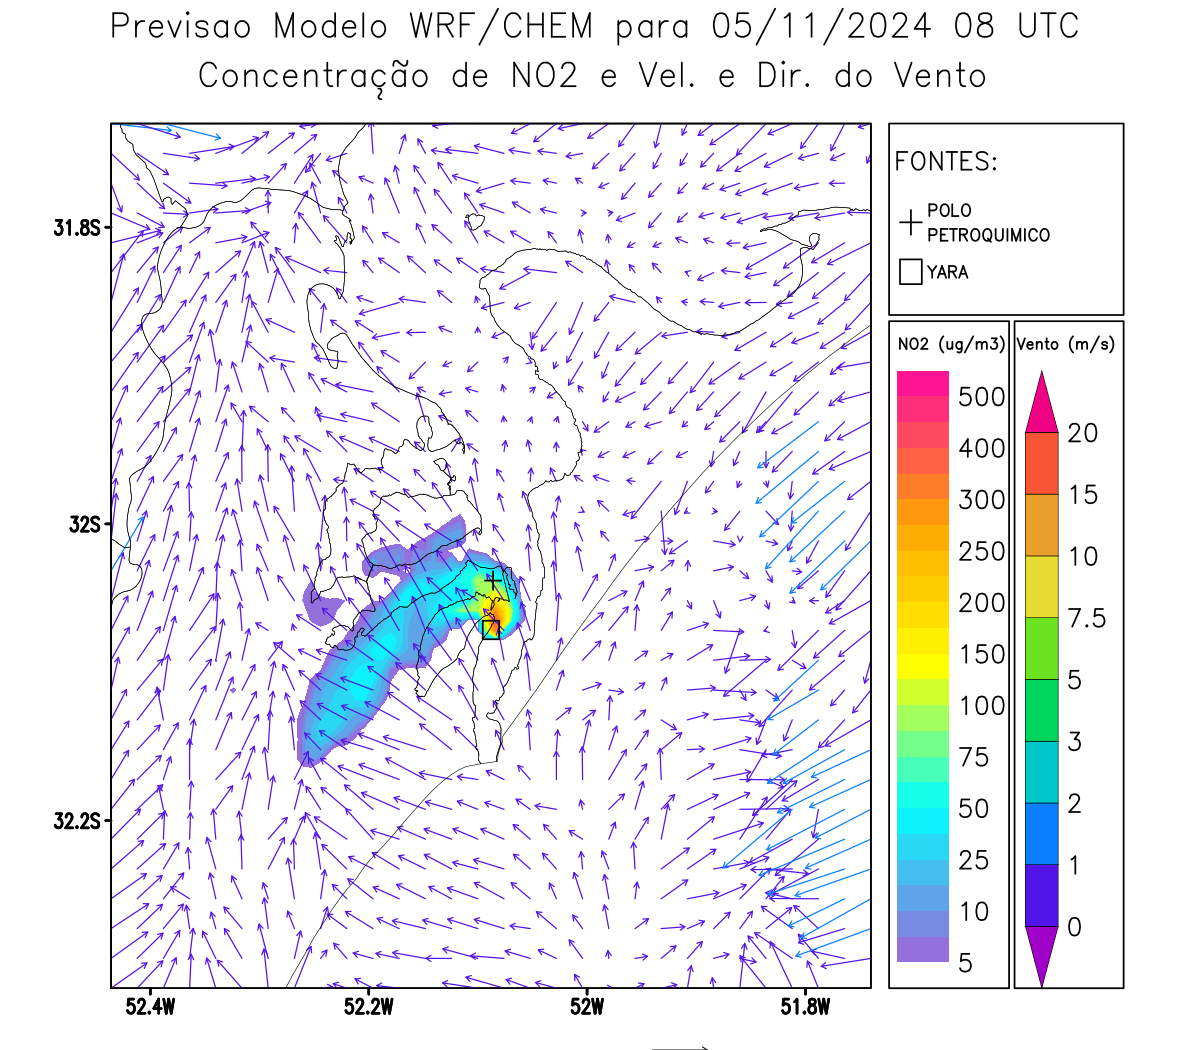 Previsao Modelo WRF/CHEM para 05/11/2024 08 UTC
Concentração de NO2 e Vel. e Dir. do Vento
FONTES:
POLO
PETROQUIMICO
YARA
31.8S
32S
32.2S
52.4W
52.2W
52W
51.8W
NO2 (ug/m3)
500
400
300
250
200
150
100
75
50
25
10
5
Vento (m/s)
20
15
10
7.5
5
3
2
1
0